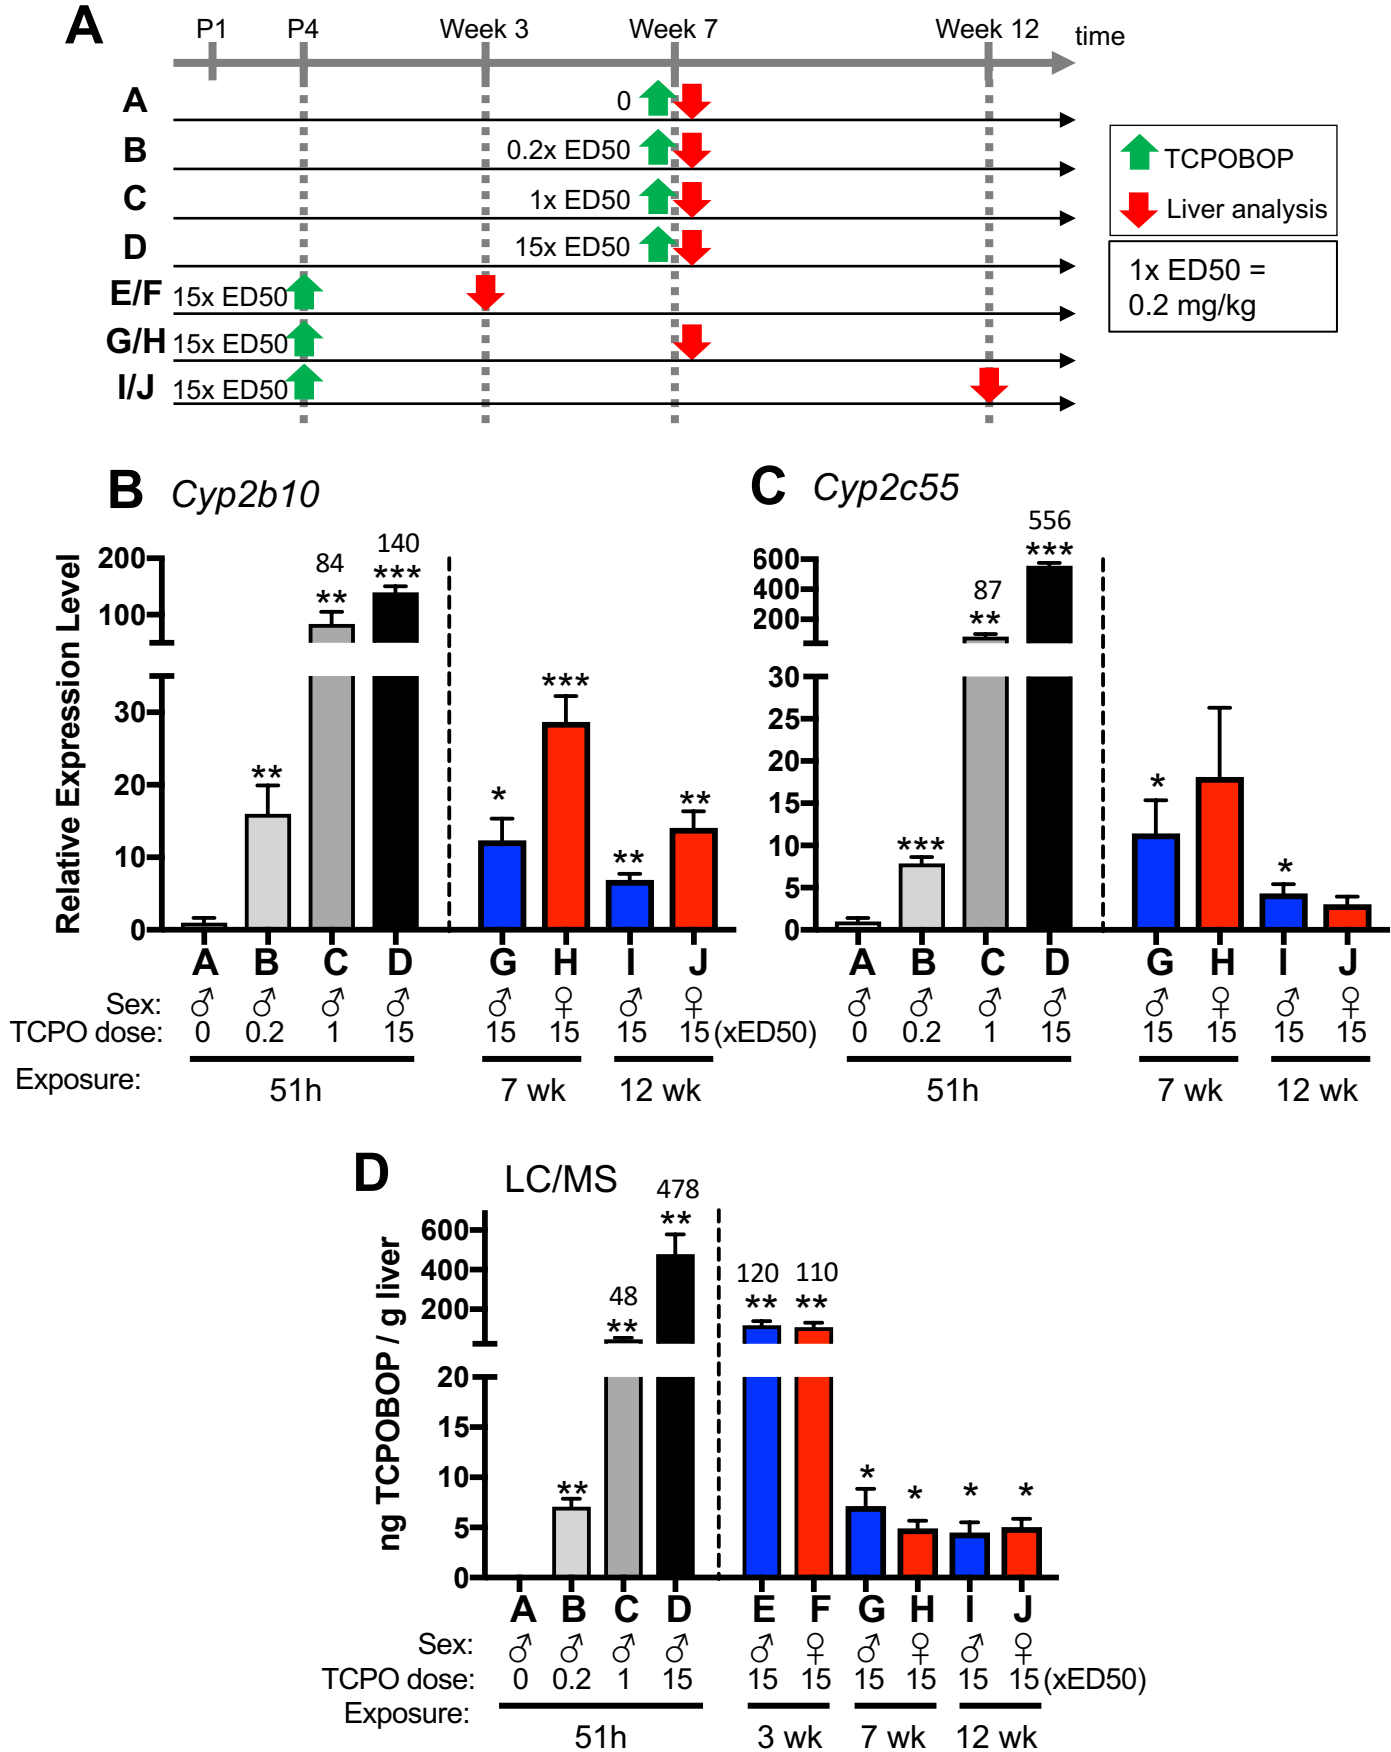 A
P1 P4 Week 3 Week 7 Week 12 time
A 0
B 0.2x ED50
C 1x ED50
D 15x ED50
E/F 15x ED50
G/H 15x ED50
I/J 15x ED50
TCPOBOP
Liver analysis
1x ED50 =
0.2 mg/kg
B Cyp2b10
Relative Expression Level
200
100
30
20
10
0
** 84
** 140
***
* *** ** **
A B C D G H I J
Sex: ♂ ♂ ♂ ♂ ♂ ♀ ♂ ♀
TCPO dose: 0 0.2 1 15 15 15 15 15 (xED50)
Exposure: 51h 7 wk 12 wk
C Cyp2c55
600
400
200
30
25
20
15
10
5
0
*** 87
** 556
***
* *
A B C D G H I J
♂ ♂ ♂ ♂ ♂ ♀ ♂ ♀
0 0.2 1 15 15 15 15 15
51h 7 wk 12 wk
D LC/MS
ng TCPOBOP / g liver
600
400
200
20
15
10
5
0
** 48
** 478
**
120 110
** **
* * * *
A B C D E F G H I J
Sex: ♂ ♂ ♂ ♂ ♂ ♀ ♂ ♀ ♂ ♀
TCPO dose: 0 0.2 1 15 15 15 15 15 15 15 (xED50)
Exposure: 51h 3 wk 7 wk 12 wk